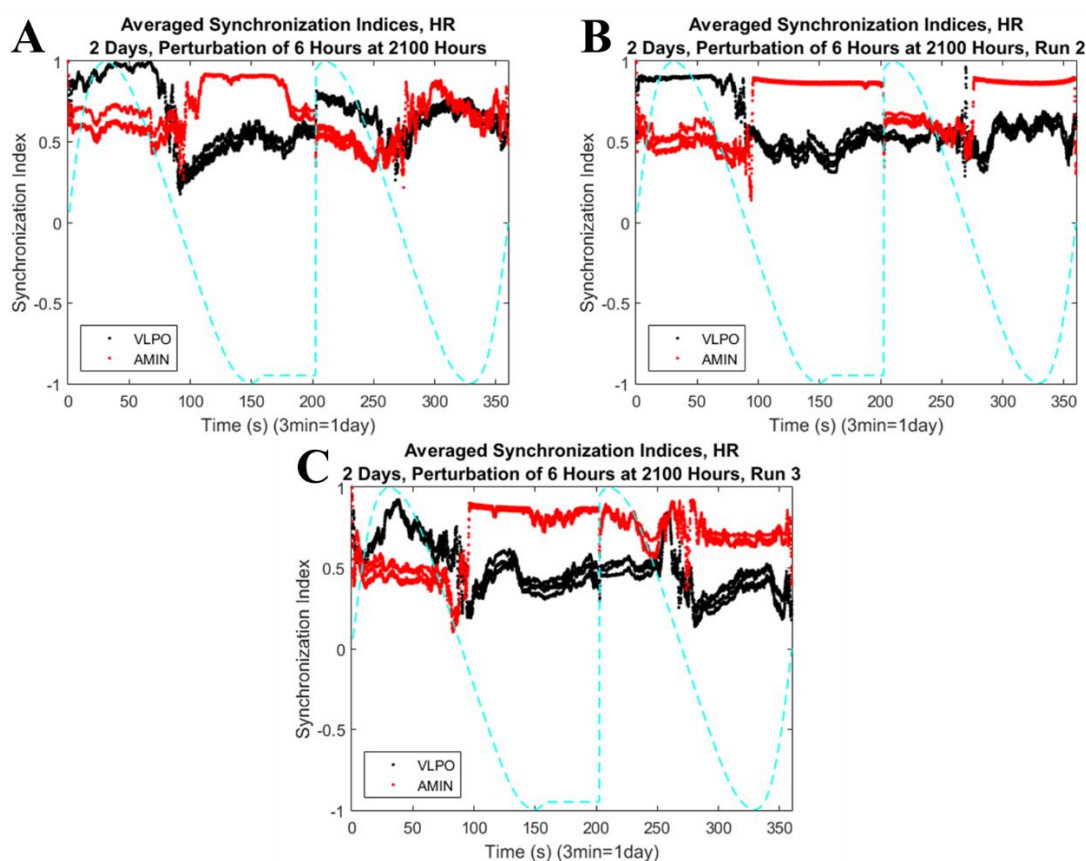 A
Averaged Synchronization Indices, HR
2 Days, Perturbation of 6 Hours at 2100 Hours
Synchronization Index
1
0.5
0
-0.5
-1
VLPO
AMIN
0 50 100 150 200 250 300 350
Time (s) (3min=1day)
B
Averaged Synchronization Indices, HR
2 Days, Perturbation of 6 Hours at 2100 Hours, Run 2
Synchronization Index
1
0.5
0
-0.5
-1
VLPO
AMIN
0 50 100 150 200 250 300 350
Time (s) (3min=1day)
C
Averaged Synchronization Indices, HR
2 Days, Perturbation of 6 Hours at 2100 Hours, Run 3
Synchronization Index
1
0.5
0
-0.5
-1
VLPO
AMIN
0 50 100 150 200 250 300 350
Time (s) (3min=1day)